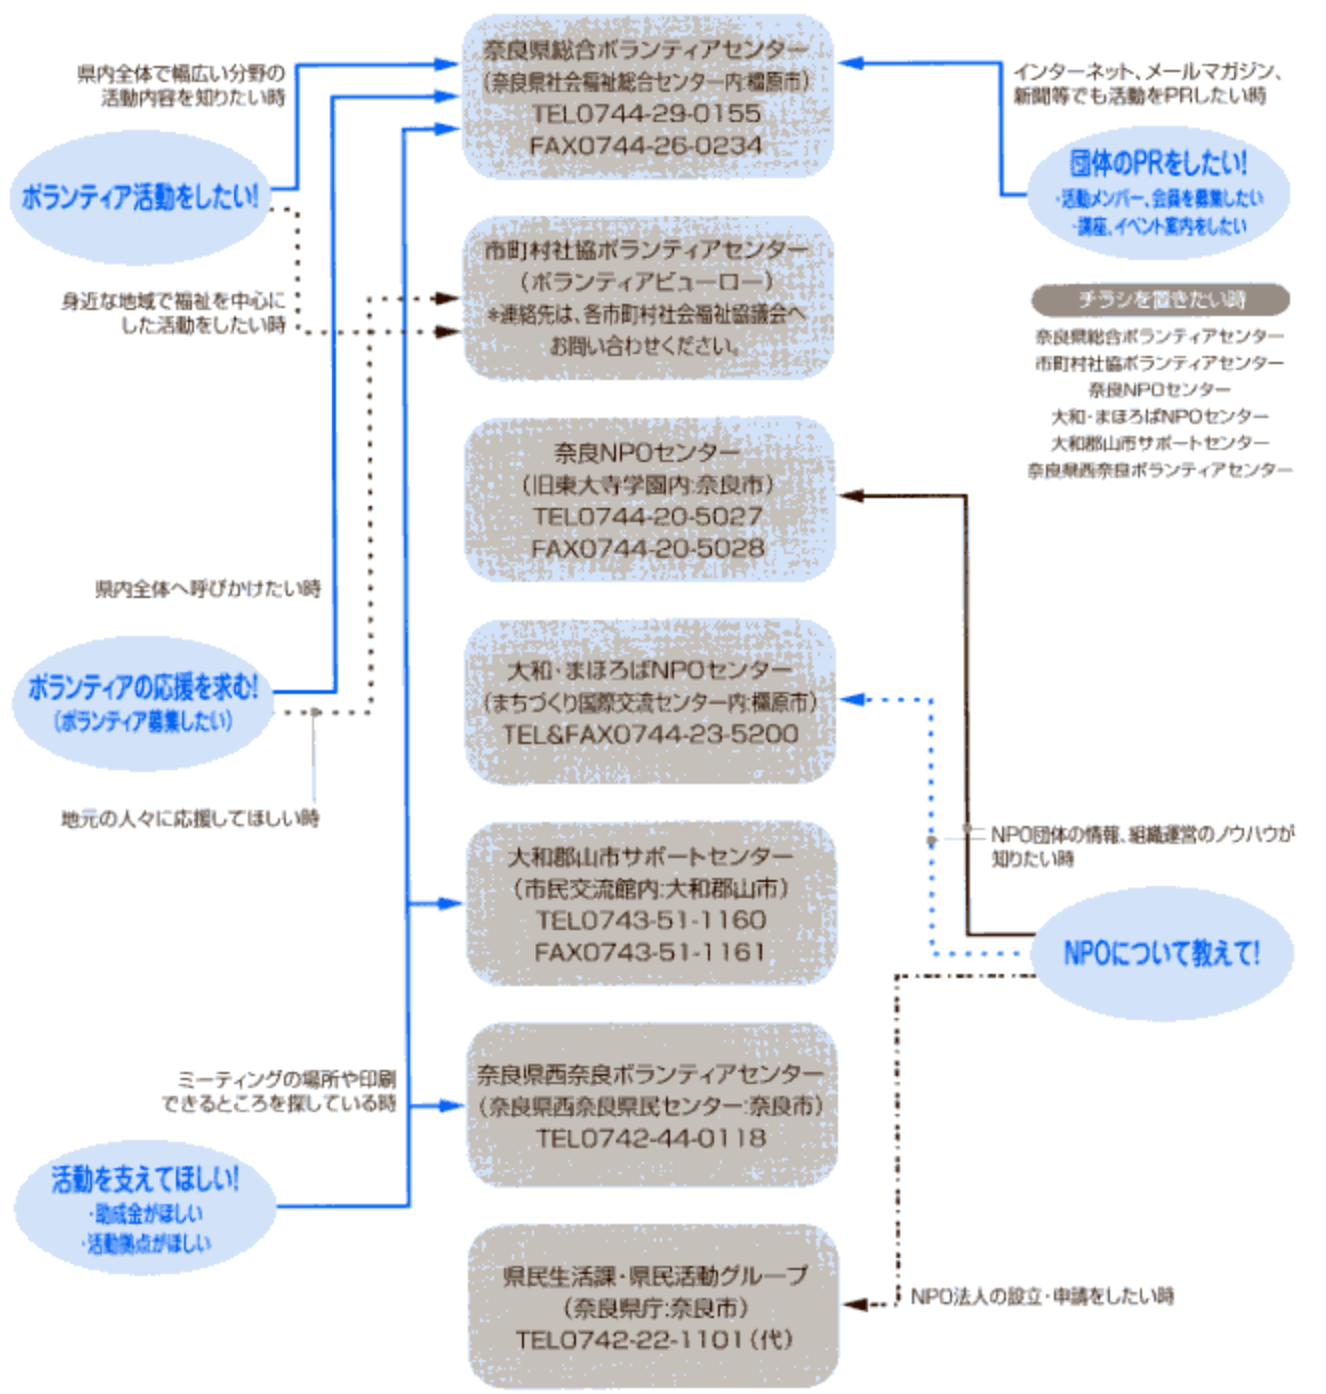 県内全体で幅広い分野の
活動内容を知りたい時
ボランティア活動をしたい!
身近な地域で福祉を中心に
した活動をしたい時
県内全体へ呼びかけたい時
ボランティアの応援を求む!
(ボランティア募集したい)
地元の人々に応援してほしい時
ミーティングの場所や印刷
できるところを探している時
活動を支えてほしい!
・助成金がほしい
・活動拠点がほしい
奈良県総合ボランティアセンター
(奈良県社会福祉総合センター内:橿原市)
TEL0744-29-0155
FAX0744-26-0234
市町村社協ボランティアセンター
(ボランティアビューロー)
*連絡先は、各市町村社会福祉協議会へ
お問い合わせください。
奈良NPOセンター
(旧東大寺学園内:奈良市)
TEL0744-20-5027
FAX0744-20-5028
大和・まほろばNPOセンター
(まちづくり国際交流センター内:橿原市)
TEL&FAX0744-23-5200
大和郡山市サポートセンター
(市民交流館内:大和郡山市)
TEL0743-51-1160
FAX0743-51-1161
奈良県西奈良ボランティアセンター
(奈良県西奈良県民センター:奈良市)
TEL0742-44-0118
県民生活課・県民活動グループ
(奈良県庁:奈良市)
TEL0742-22-1101(代)
インターネット、メールマガジン、
新聞等でも活動をPRしたい時
団体のPRをしたい!
・活動メンバー、会員を募集したい
・講座、イベント案内をしたい
チラシを置きたい時
奈良県総合ボランティアセンター
市町村社協ボランティアセンター
奈良NPOセンター
大和・まほろばNPOセンター
大和郡山市サポートセンター
奈良県西奈良ボランティアセンター
NPO団体の情報、組織運営のノウハウが
知りたい時
NPOについて教えて!
NPO法人の設立・申請をしたい時